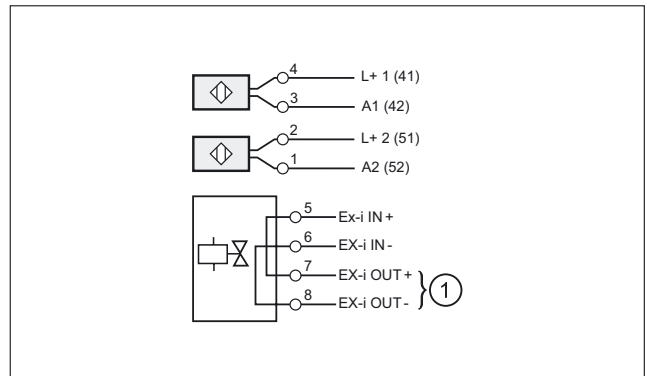 4 L+ 1 (41)
3 A1 (42)
2 L+ 2 (51)
1 A2 (52)
5 Ex-i IN+
6 EX-i IN-
7 EX-i OUT+
8 EX-i OUT-
1